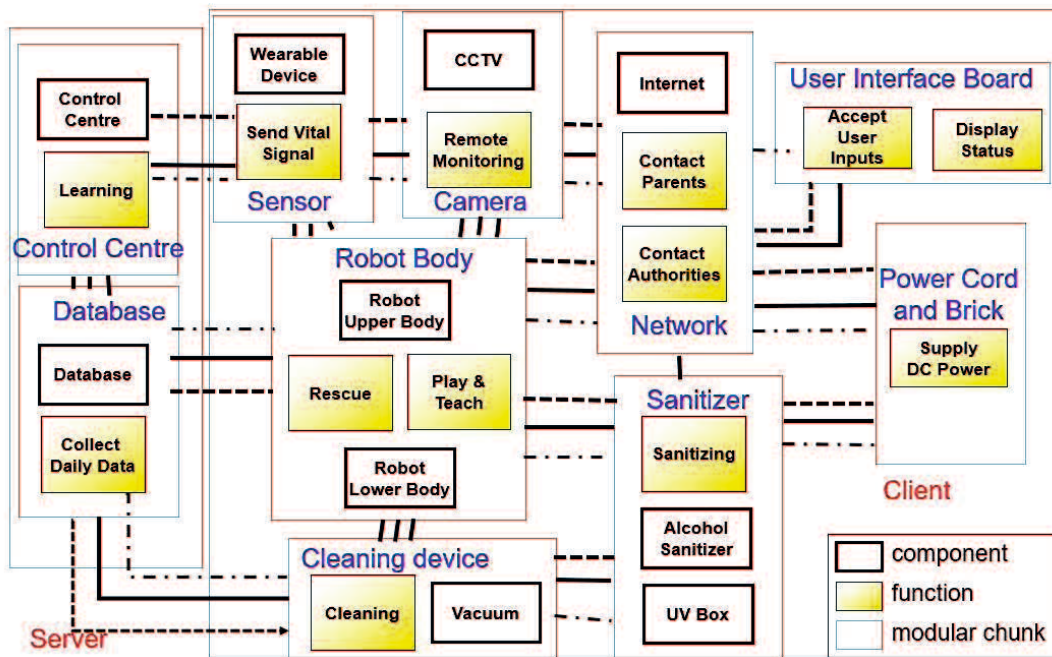 Control
Centre
Learning
Control Centre
Database
Database
Collect
Daily Data
Server
Wearable
Device
Send Vital
Signal
Sensor
CCTV
Remote
Monitoring
Camera
Robot Body
Robot
Upper Body
Rescue
Play &
Teach
Robot
Lower Body
Cleaning device
Cleaning
Vacuum
Internet
Contact
Parents
Contact
Authorities
Network
Sanitizer
Sanitizing
Alcohol
Sanitizer
UV Box
User Interface Board
Accept
User
Inputs
Display
Status
Power Cord
and Brick
Supply
DC Power
Client
component
function
modular chunk